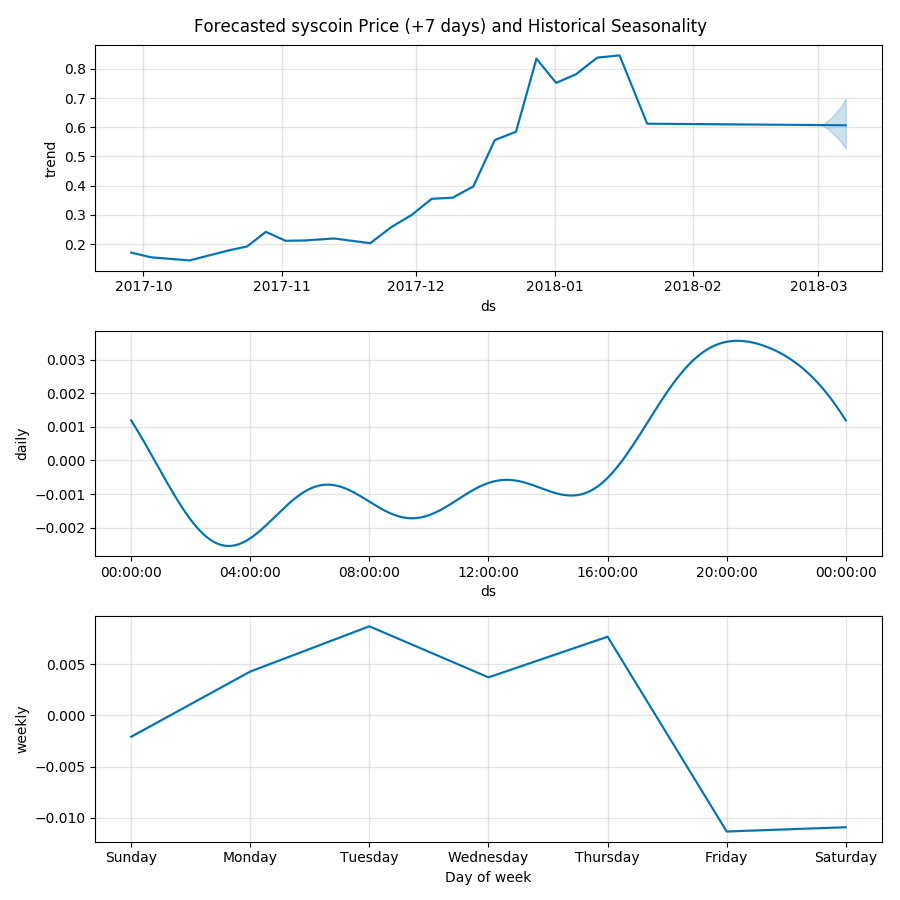 Forecasted syscoin Price (+7 days) and Historical Seasonality
0.8
0.7
0.6
0.5
0.4
0.3
0.2
trend
2017-10 2017-11 2017-12 2018-01 2018-02 2018-03
ds
0.003
0.002
0.001
0.000
−0.001
−0.002
daily
00:00:00 04:00:00 08:00:00 12:00:00 16:00:00 20:00:00 00:00:00
ds
0.005
0.000
−0.005
−0.010
weekly
Sunday Monday Tuesday Wednesday Thursday Friday Saturday
Day of week